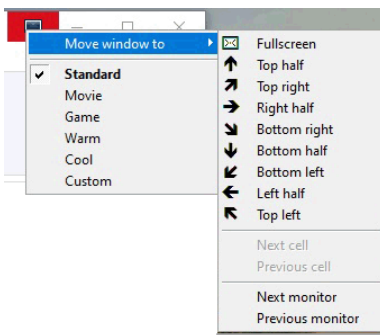 Move window to
Standard
Movie
Game
Warm
Cool
Custom
Fullscreen
Top half
Top right
Right half
Bottom right
Bottom half
Bottom left
Left half
Top left
Next cell
Previous cell
Next monitor
Previous monitor